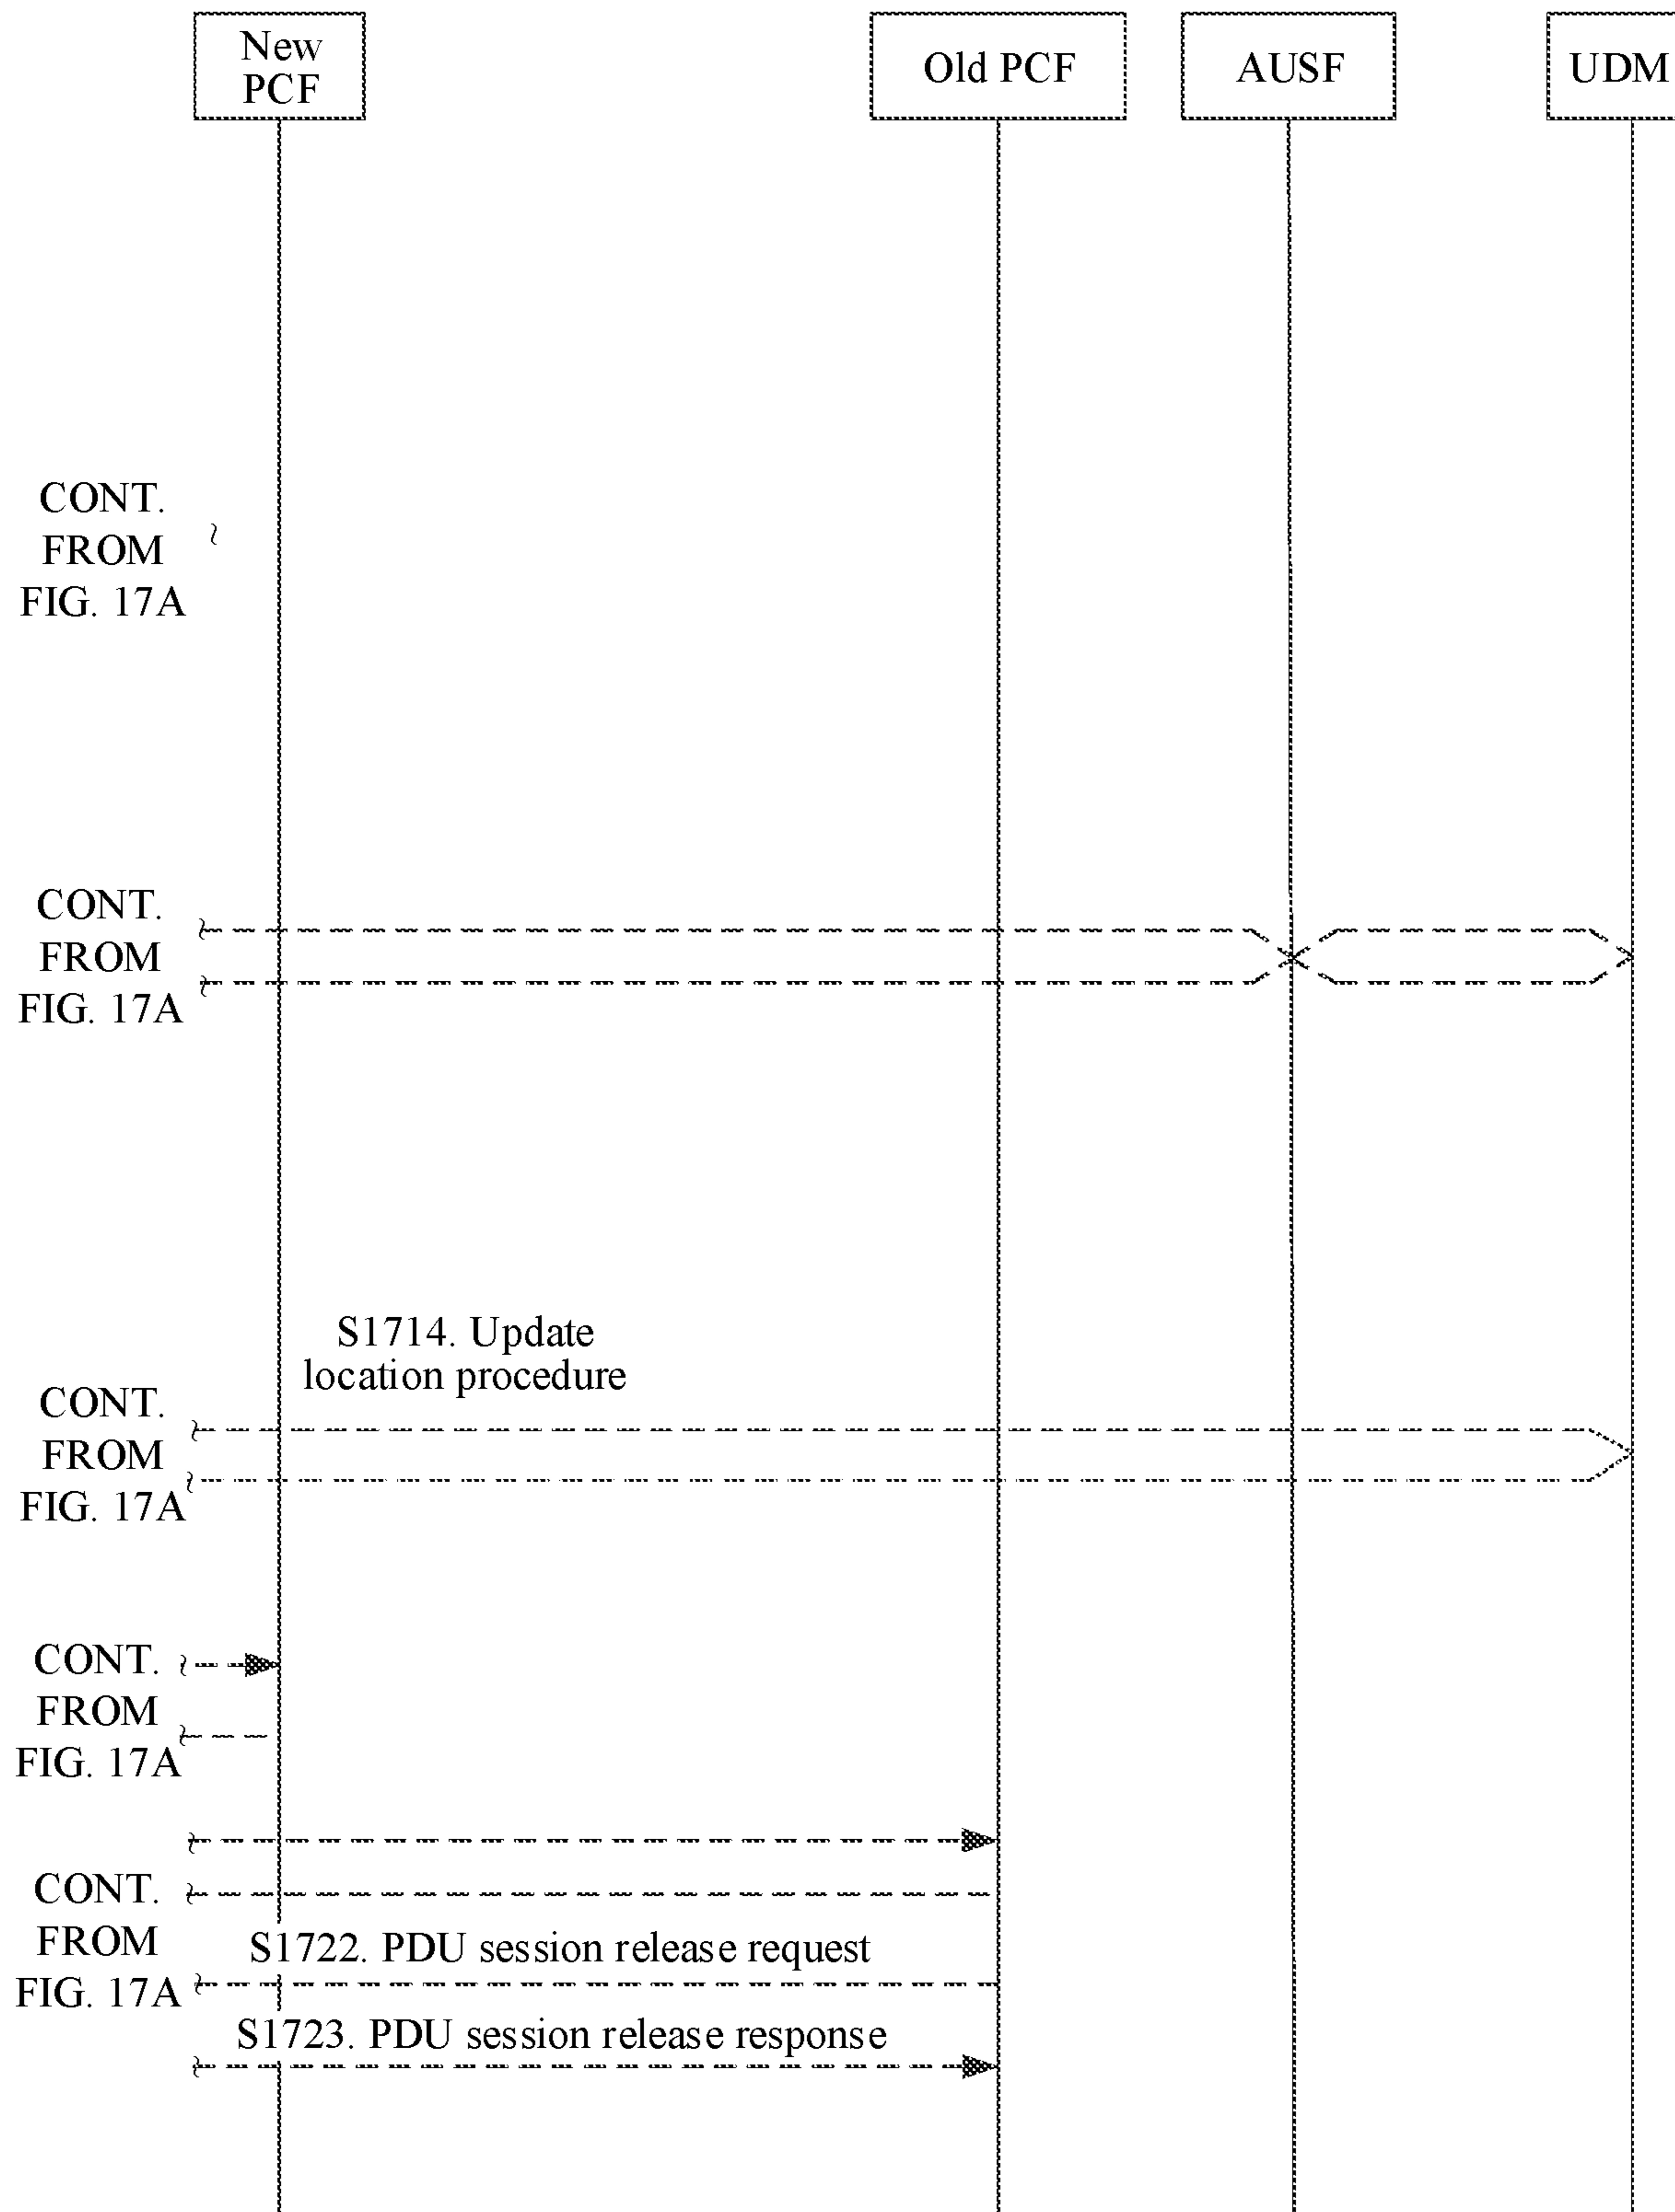 New
PCF
Old PCF
AUSF
UDM
CONT.
FROM
FIG. 17A
CONT.
FROM
FIG. 17A
S1714. Update
location procedure
CONT.
FROM
FIG. 17A
CONT.
FROM
FIG. 17A
CONT.
FROM
FIG. 17A
S1722. PDU session release request
S1723. PDU session release response